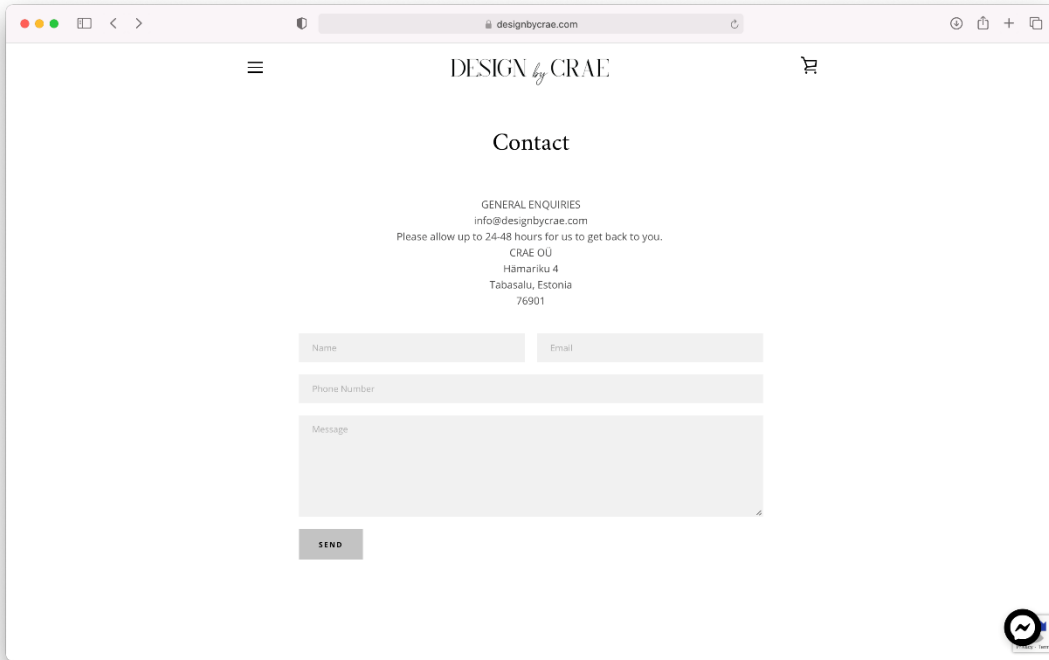 designbycrae.com
DESIGN by CRAE
Contact
GENERAL ENQUIRIES
info@designbycrae.com
Please allow up to 24-48 hours for us to get back to you.
CRAE OÜ
Hämariku 4
Tabasalu, Estonia
76901
Name
Email
Phone Number
Message
SEND
Privacy - Term